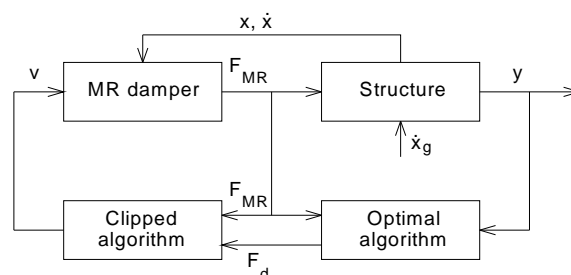 x, ẋ
v
F_MR
y
MR damper
Structure
ẋ_g
F_MR
Clipped
algorithm
Optimal
algorithm
F_d